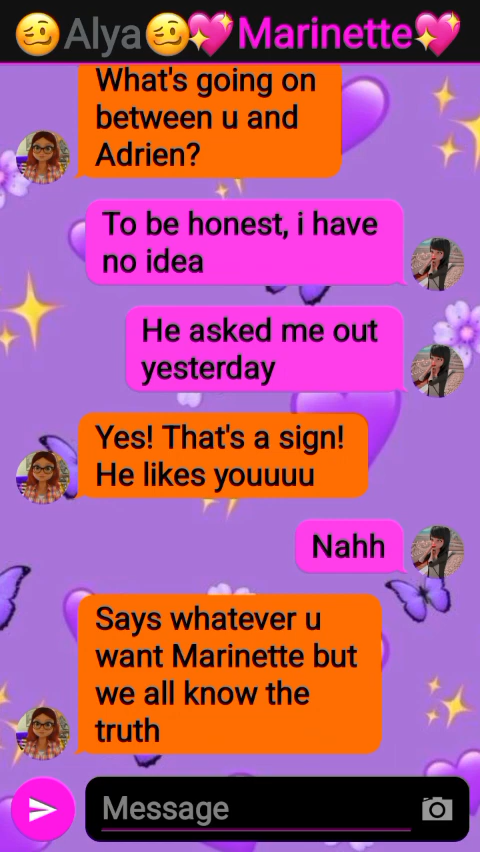 🥴Alya🥴💖Marinette💖
What's going on
between u and
Adrien?
To be honest, i have
no idea
He asked me out
yesterday
Yes! That's a sign!
He likes youuuu
Nahh
Says whatever u
want Marinette but
we all know the
truth
Message